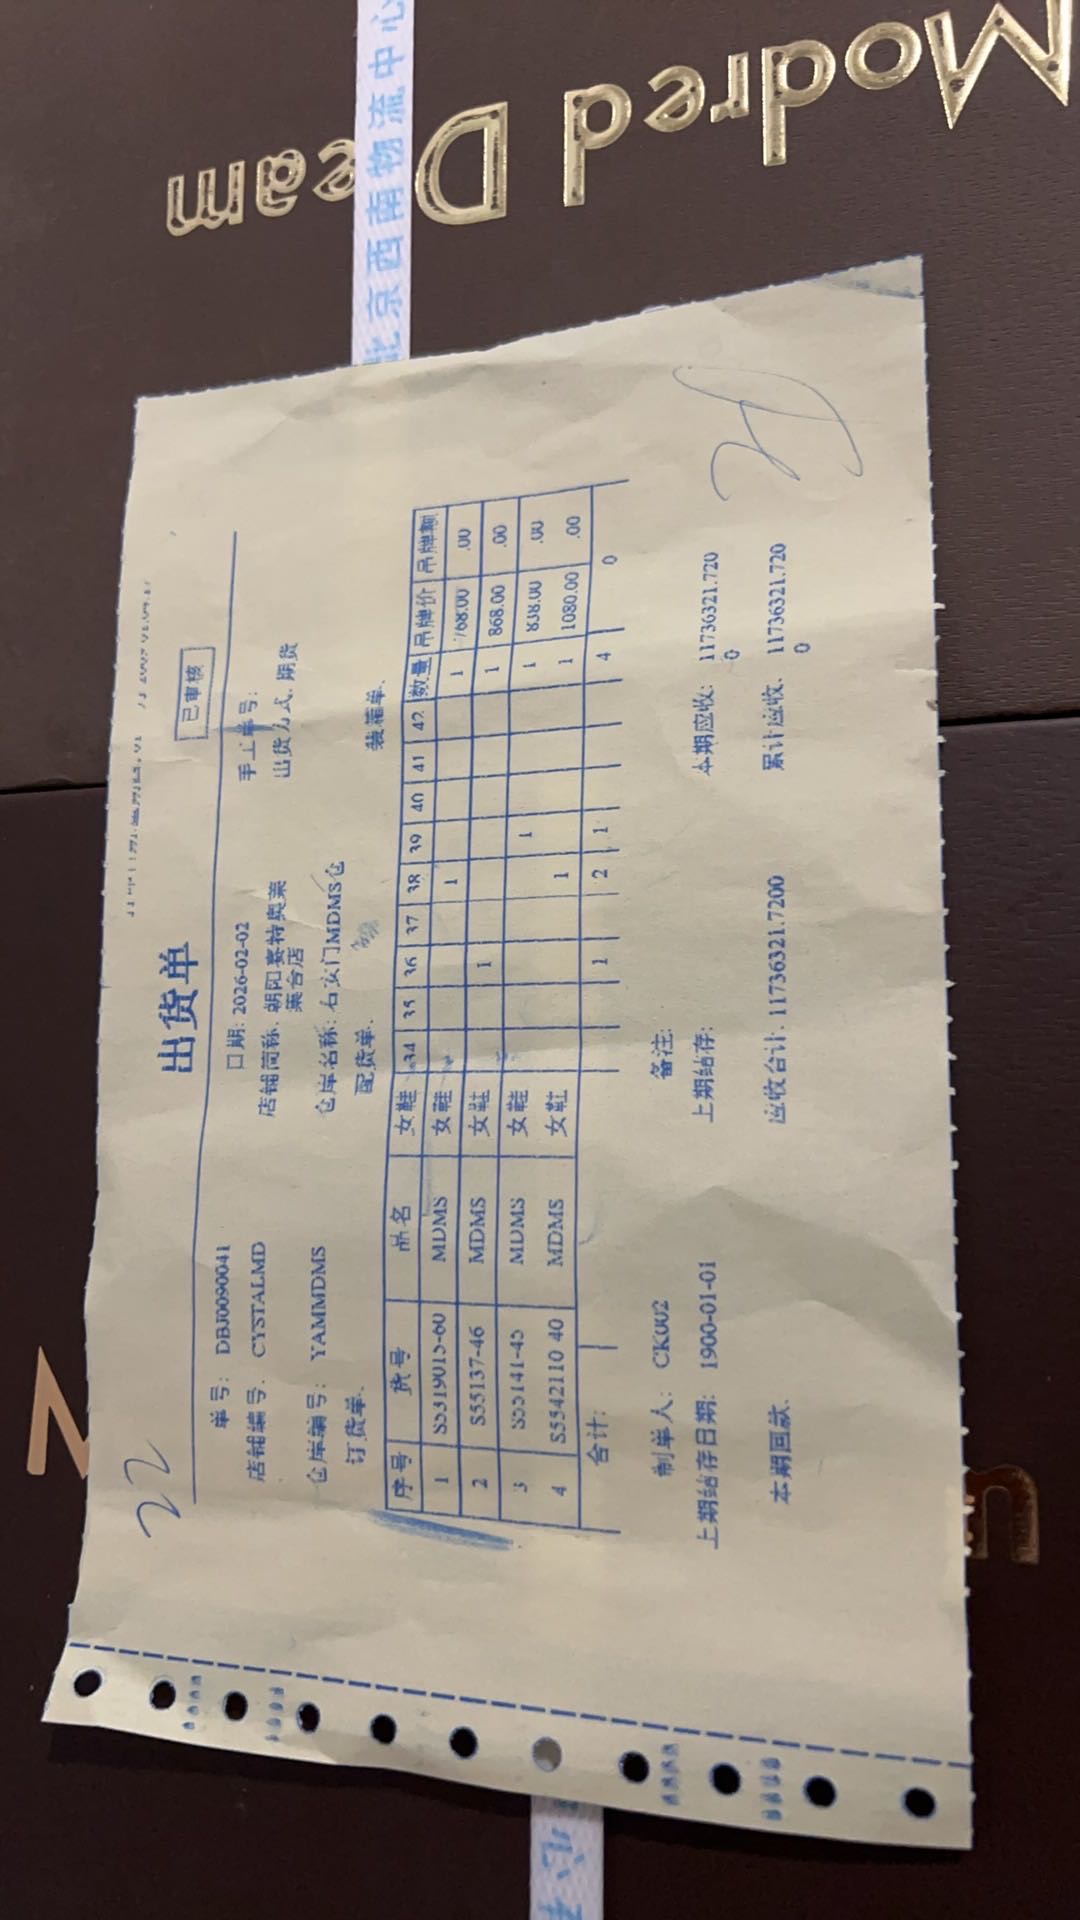 Modred Dream
北京西南物流中心
22
出货单
已审核
单号: DBJ0090041
日期: 2026-02-02
手工单号:
店铺编号: CYSTALMD
店铺简称: 朝阳赛特奥莱
莱台店
出货方式: 期货
仓库编号: YAMMDMS
仓库名称: 右安门MDMS仓
订货单:
配货单:
装箱单:
序号 货号 品名 女鞋 34 35 36 37 38 39 40 41 42 数量 吊牌价 吊牌额
1 S5319015-60 MDMS 女鞋 1 1 768.00 .00
2 S55137-46 MDMS 女鞋 1 1 868.00 .00
3 S55141-45 MDMS 女鞋 1 1 838.00 .00
4 S5542110 40 MDMS 女鞋 1 1 1080.00 .00
合计: 1 2 1 4 0
制单人: CK002
备注:
上期结存日期: 1900-01-01
上期结存:
本期应收: 11736321.720
0
本期回款:
应收合计: 11736321.7200
累计应收: 11736321.720
0